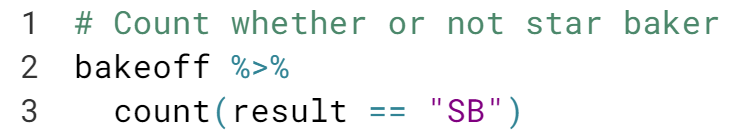 1 # Count whether or not star baker
2 bakeoff %>%
3   count(result == "SB")